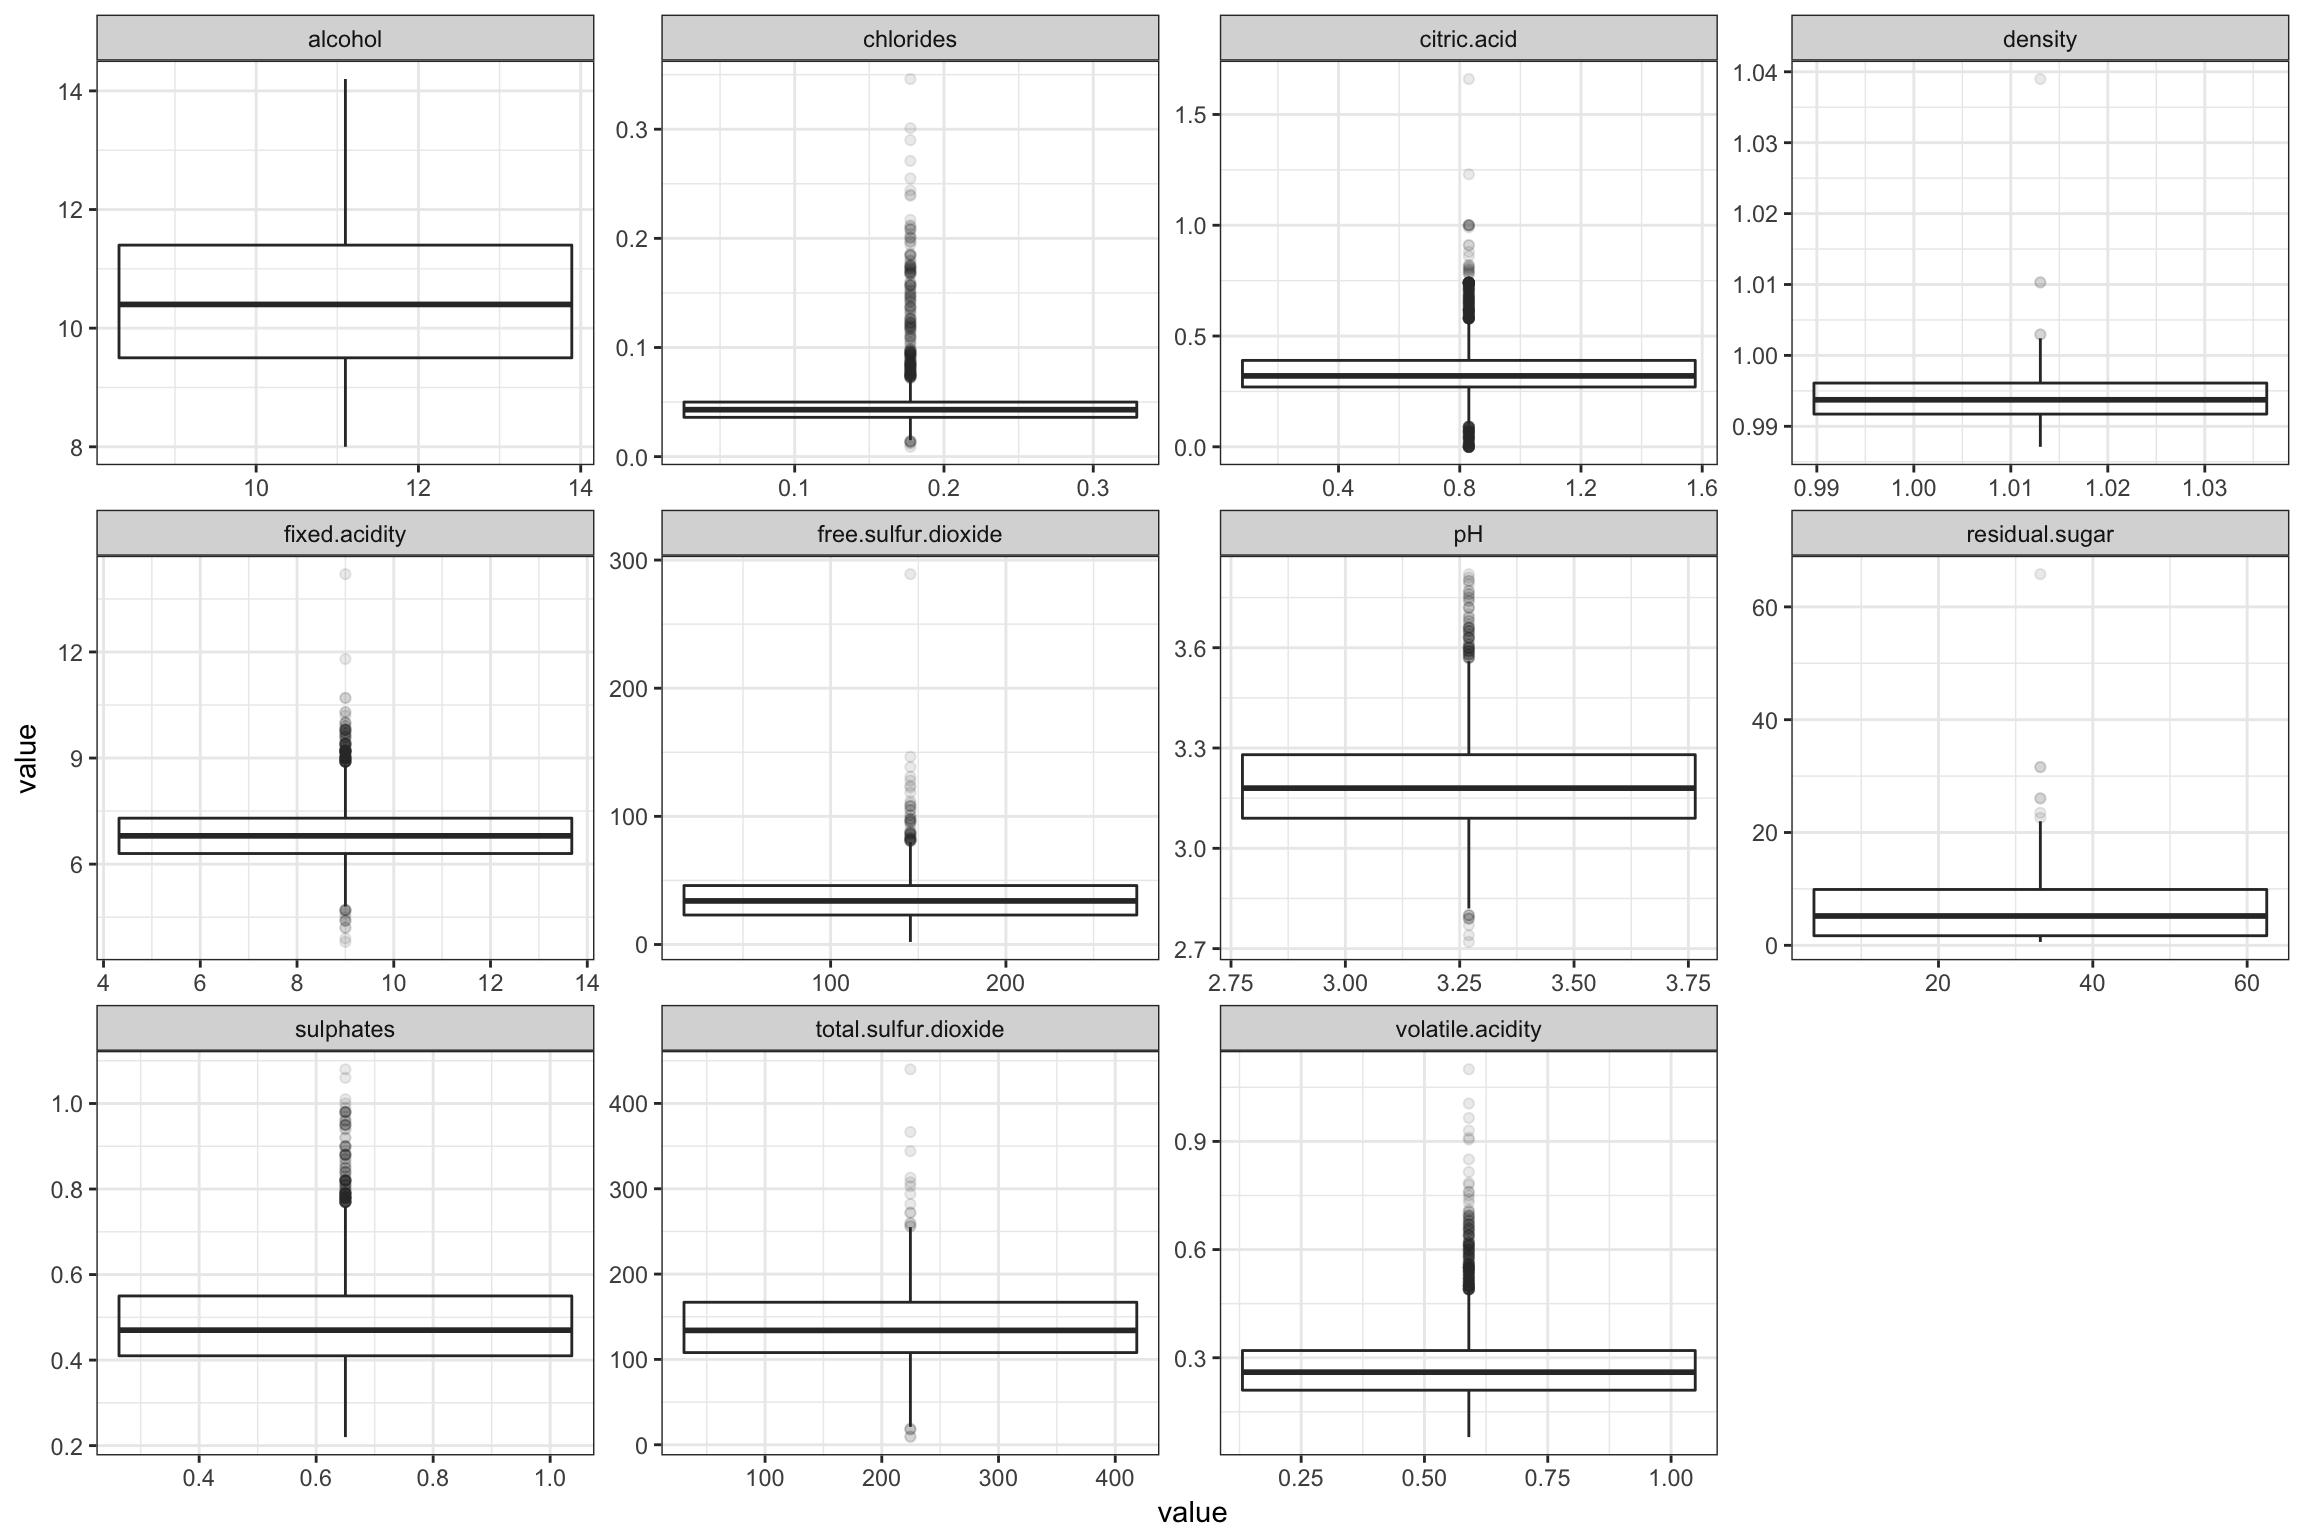 alcohol chlorides citric.acid density
14 12 10 8
0.3 0.2 0.1 0.0
1.5 1.0 0.5 0.0
1.04 1.03 1.02 1.01 1.00 0.99
10 12 14 0.1 0.2 0.3 0.4 0.8 1.2 1.6 0.99 1.00 1.01 1.02 1.03
fixed.acidity free.sulfur.dioxide pH residual.sugar
value
12 9 6
300 200 100 0
3.6 3.3 3.0 2.7
60 40 20 0
4 6 8 10 12 14 100 200 2.75 3.00 3.25 3.50 3.75 20 40 60
sulphates total.sulfur.dioxide volatile.acidity
1.0 0.8 0.6 0.4 0.2
400 300 200 100 0
0.9 0.6 0.3
0.4 0.6 0.8 1.0 100 200 300 400 0.25 0.50 0.75 1.00
value